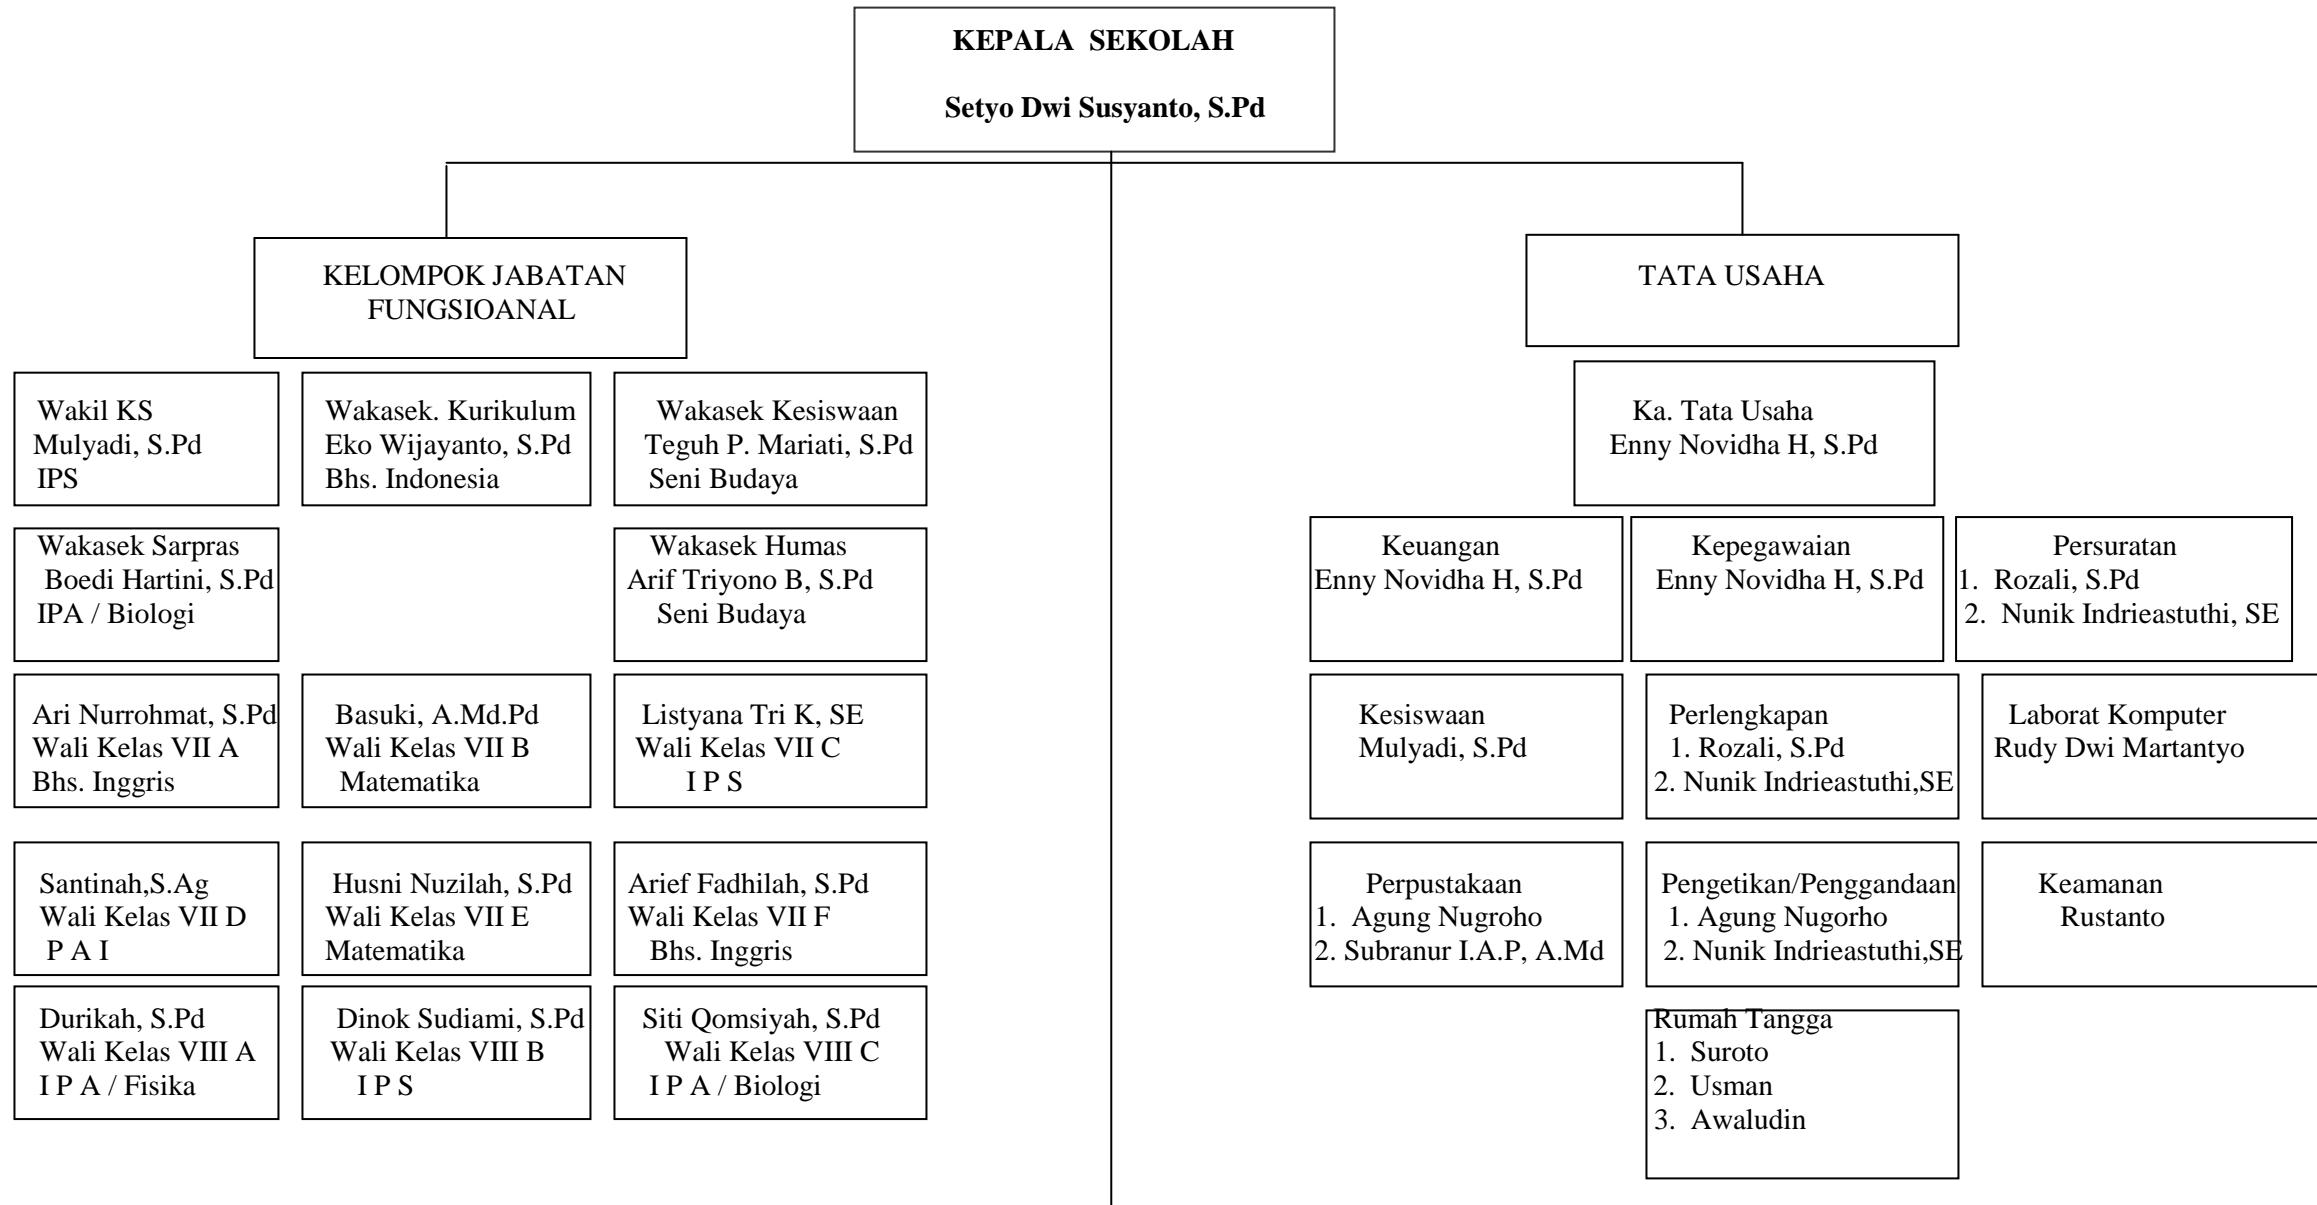 KEPALA SEKOLAH
Setyo Dwi Susyanto, S.Pd
KELOMPOK JABATAN
FUNGSIOANAL
Wakil KS
Mulyadi, S.Pd
IPS
Wakasek. Kurikulum
Eko Wijayanto, S.Pd
Bhs. Indonesia
Wakasek Kesiswaan
Teguh P. Mariati, S.Pd
Seni Budaya
Wakasek Sarpras
Boedi Hartini, S.Pd
IPA / Biologi
Wakasek Humas
Arif Triyono B, S.Pd
Seni Budaya
Ari Nurrohmat, S.Pd
Wali Kelas VII A
Bhs. Inggris
Basuki, A.Md.Pd
Wali Kelas VII B
Matematika
Listyana Tri K, SE
Wali Kelas VII C
I P S
Santinah,S.Ag
Wali Kelas VII D
P A I
Husni Nuzilah, S.Pd
Wali Kelas VII E
Matematika
Arief Fadhilah, S.Pd
Wali Kelas VII F
Bhs. Inggris
Durikah, S.Pd
Wali Kelas VIII A
I P A / Fisika
Dinok Sudiami, S.Pd
Wali Kelas VIII B
I P S
Siti Qomsiyah, S.Pd
Wali Kelas VIII C
I P A / Biologi
TATA USAHA
Ka. Tata Usaha
Enny Novidha H, S.Pd
Keuangan
Enny Novidha H, S.Pd
Kepegawaian
Enny Novidha H, S.Pd
Persuratan
1. Rozali, S.Pd
2. Nunik Indrieastuthi, SE
Kesiswaan
Mulyadi, S.Pd
Perlengkapan
1. Rozali, S.Pd
2. Nunik Indrieastuthi,SE
Laborat Komputer
Rudy Dwi Martantyo
Perpustakaan
1. Agung Nugroho
2. Subranur I.A.P, A.Md
Pengetikan/Penggandaan
1. Agung Nugorho
2. Nunik Indrieastuthi,SE
Keamanan
Rustanto
Rumah Tangga
1. Suroto
2. Usman
3. Awaludin